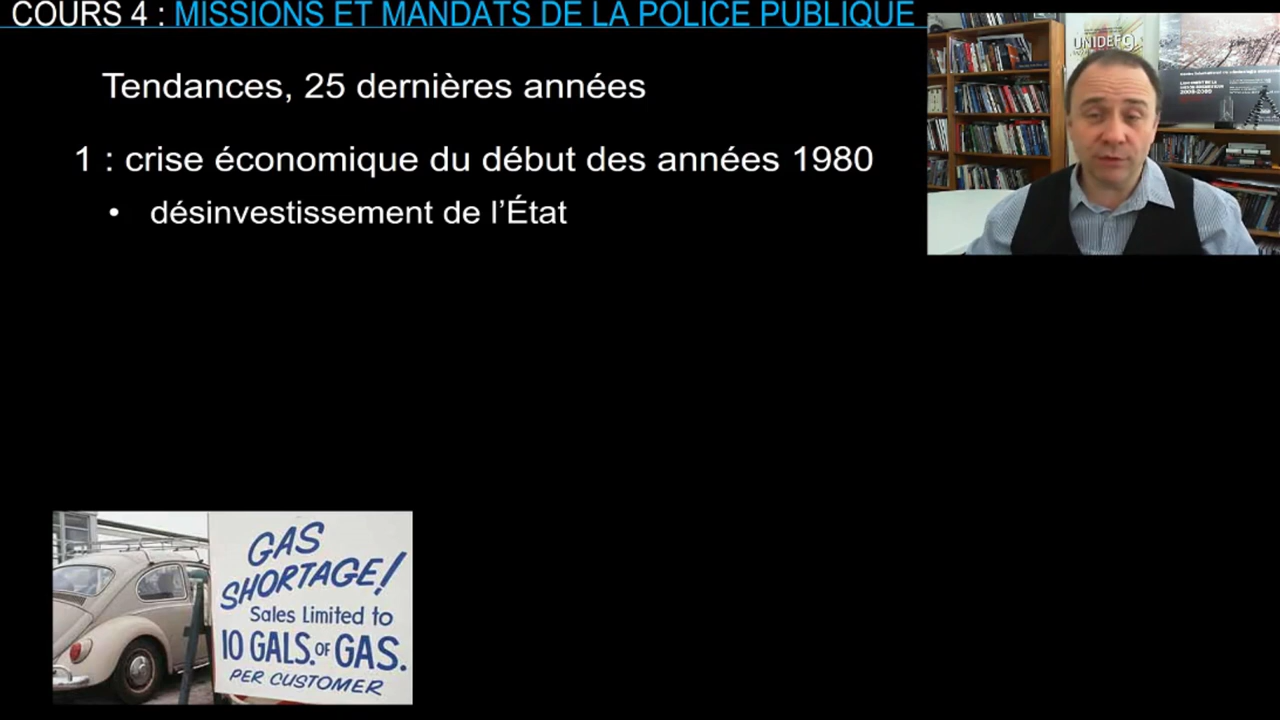 COURS 4 : MISSIONS ET MANDATS DE LA POLICE PUBLIQUE
Tendances, 25 dernières années
1 : crise économique du début des années 1980
• désinvestissement de l’État
UNIDEF
GAS
SHORTAGE!
Sales Limited to
10 GALS. OF GAS.
PER CUSTOMER